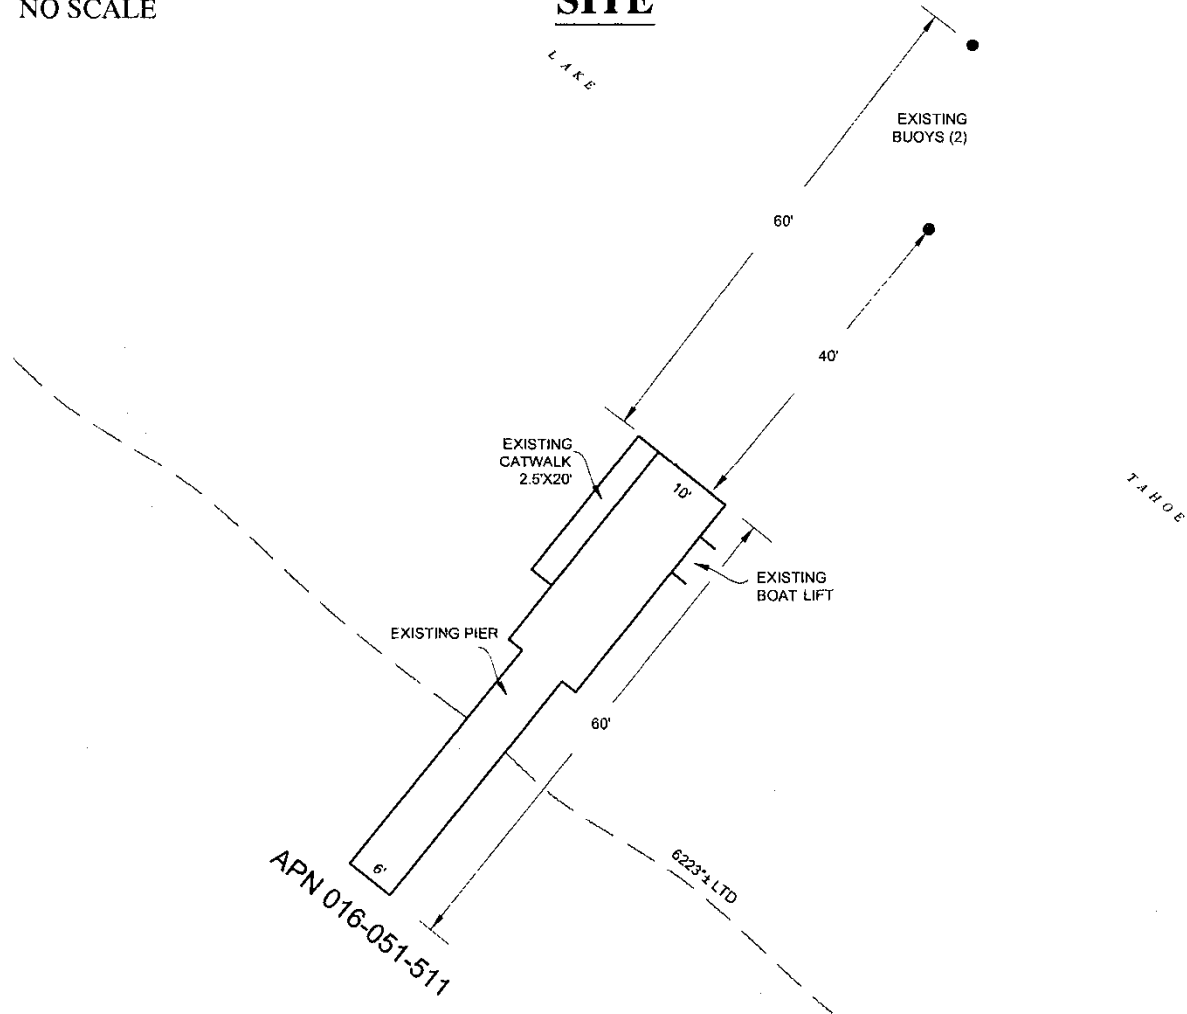 NO SCALE
SITE
LAKE
EXISTING
BUOYS (2)
60'
40'
EXISTING
CATWALK
2.5'X20'
10'
TAHOE
EXISTING
BOAT LIFT
EXISTING PIER
60'
6223'± LTD
6'
APN 016-051-511